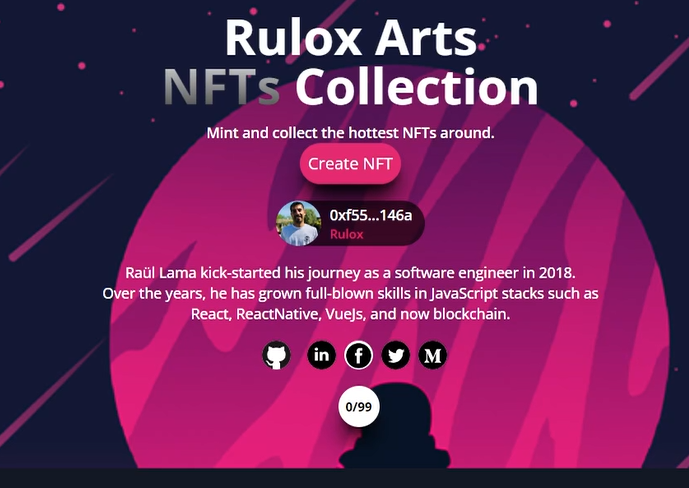 Rulox Arts
NFTs Collection
Mint and collect the hottest NFTs around.
Create NFT
0xf55...146a
Rulox
Raül Lama kick-started his journey as a software engineer in 2018.
Over the years, he has grown full-blown skills in JavaScript stacks such as
React, ReactNative, VueJs, and now blockchain.
in f M
0/99